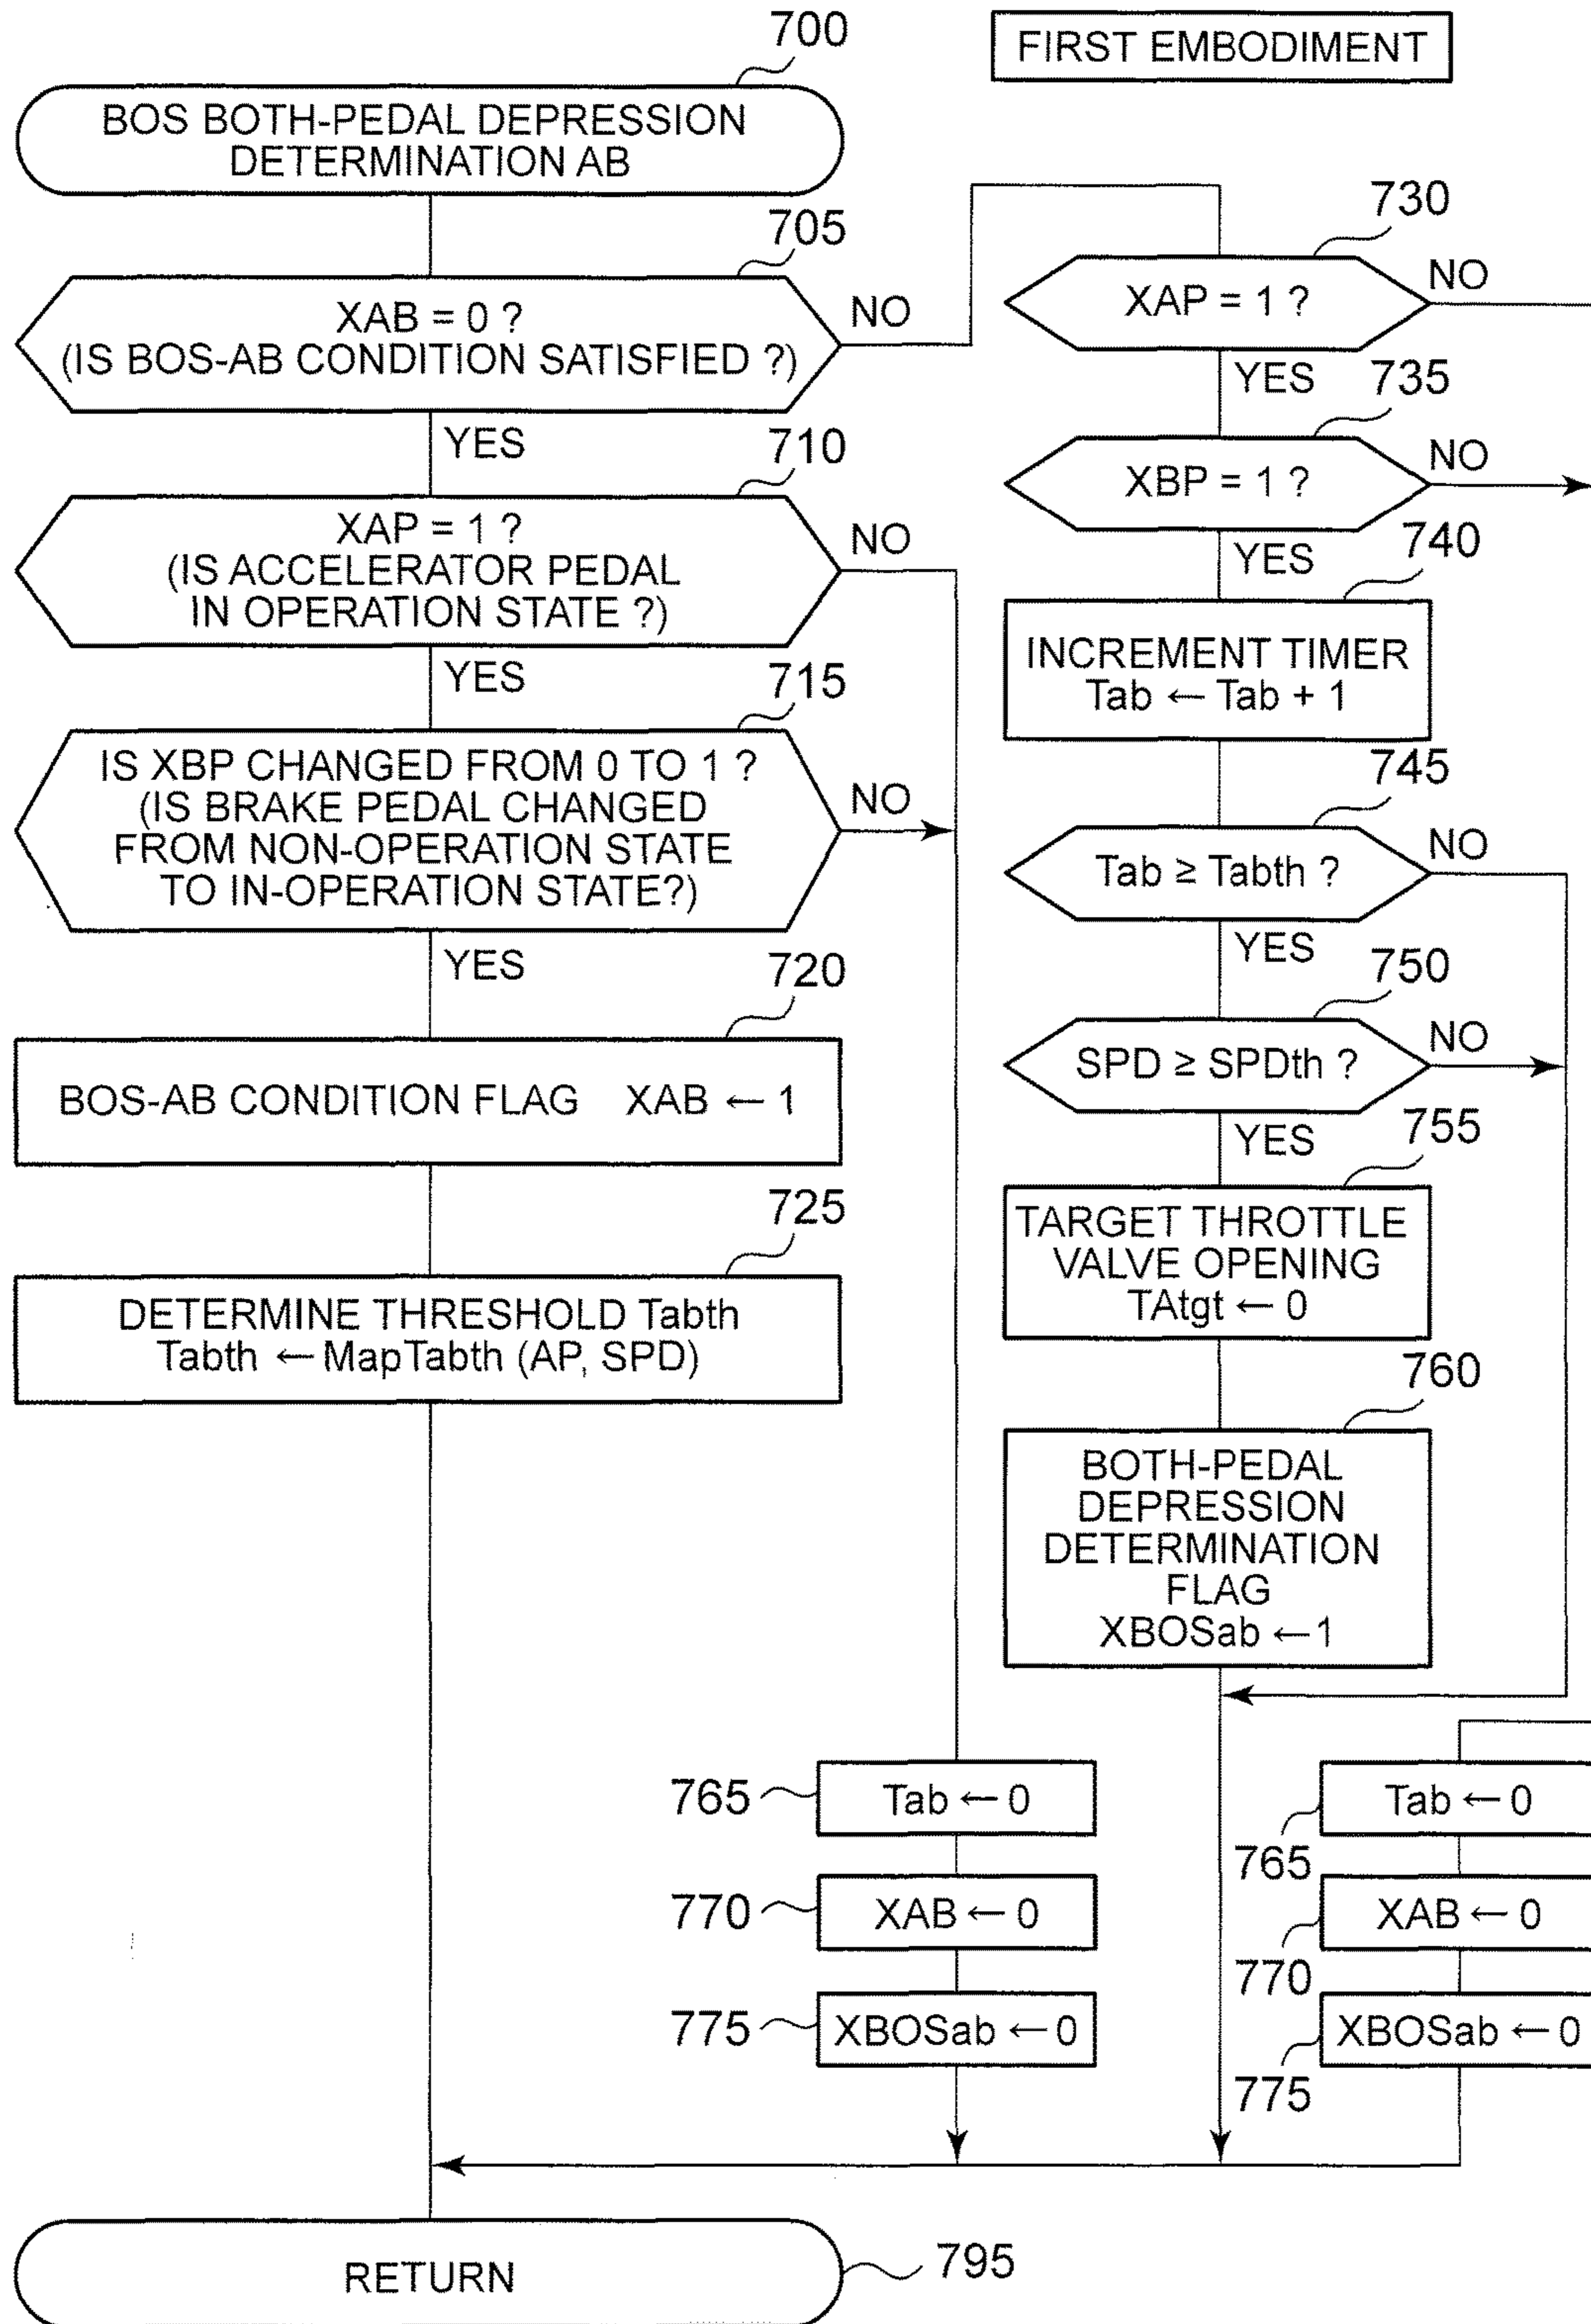 700
FIRST EMBODIMENT
BOS BOTH-PEDAL DEPRESSION
DETERMINATION AB
705
XAB = 0 ?
(IS BOS-AB CONDITION SATISFIED ?)
NO
YES
710
XAP = 1 ?
(IS ACCELERATOR PEDAL
IN OPERATION STATE ?)
NO
YES
715
IS XBP CHANGED FROM 0 TO 1 ?
(IS BRAKE PEDAL CHANGED
FROM NON-OPERATION STATE
TO IN-OPERATION STATE?)
NO
YES
720
BOS-AB CONDITION FLAG XAB ← 1
725
DETERMINE THRESHOLD Tabth
Tabth ← MapTabth (AP, SPD)
730
XAP = 1 ?
NO
YES
735
XBP = 1 ?
NO
YES
740
INCREMENT TIMER
Tab ← Tab + 1
745
Tab ≥ Tabth ?
NO
YES
750
SPD ≥ SPDth ?
NO
YES
755
TARGET THROTTLE
VALVE OPENING
TAtgt ← 0
760
BOTH-PEDAL
DEPRESSION
DETERMINATION
FLAG
XBOSab ← 1
765
Tab ← 0
770
XAB ← 0
775
XBOSab ← 0
Tab ← 0
765
XAB ← 0
770
XBOSab ← 0
775
RETURN
795